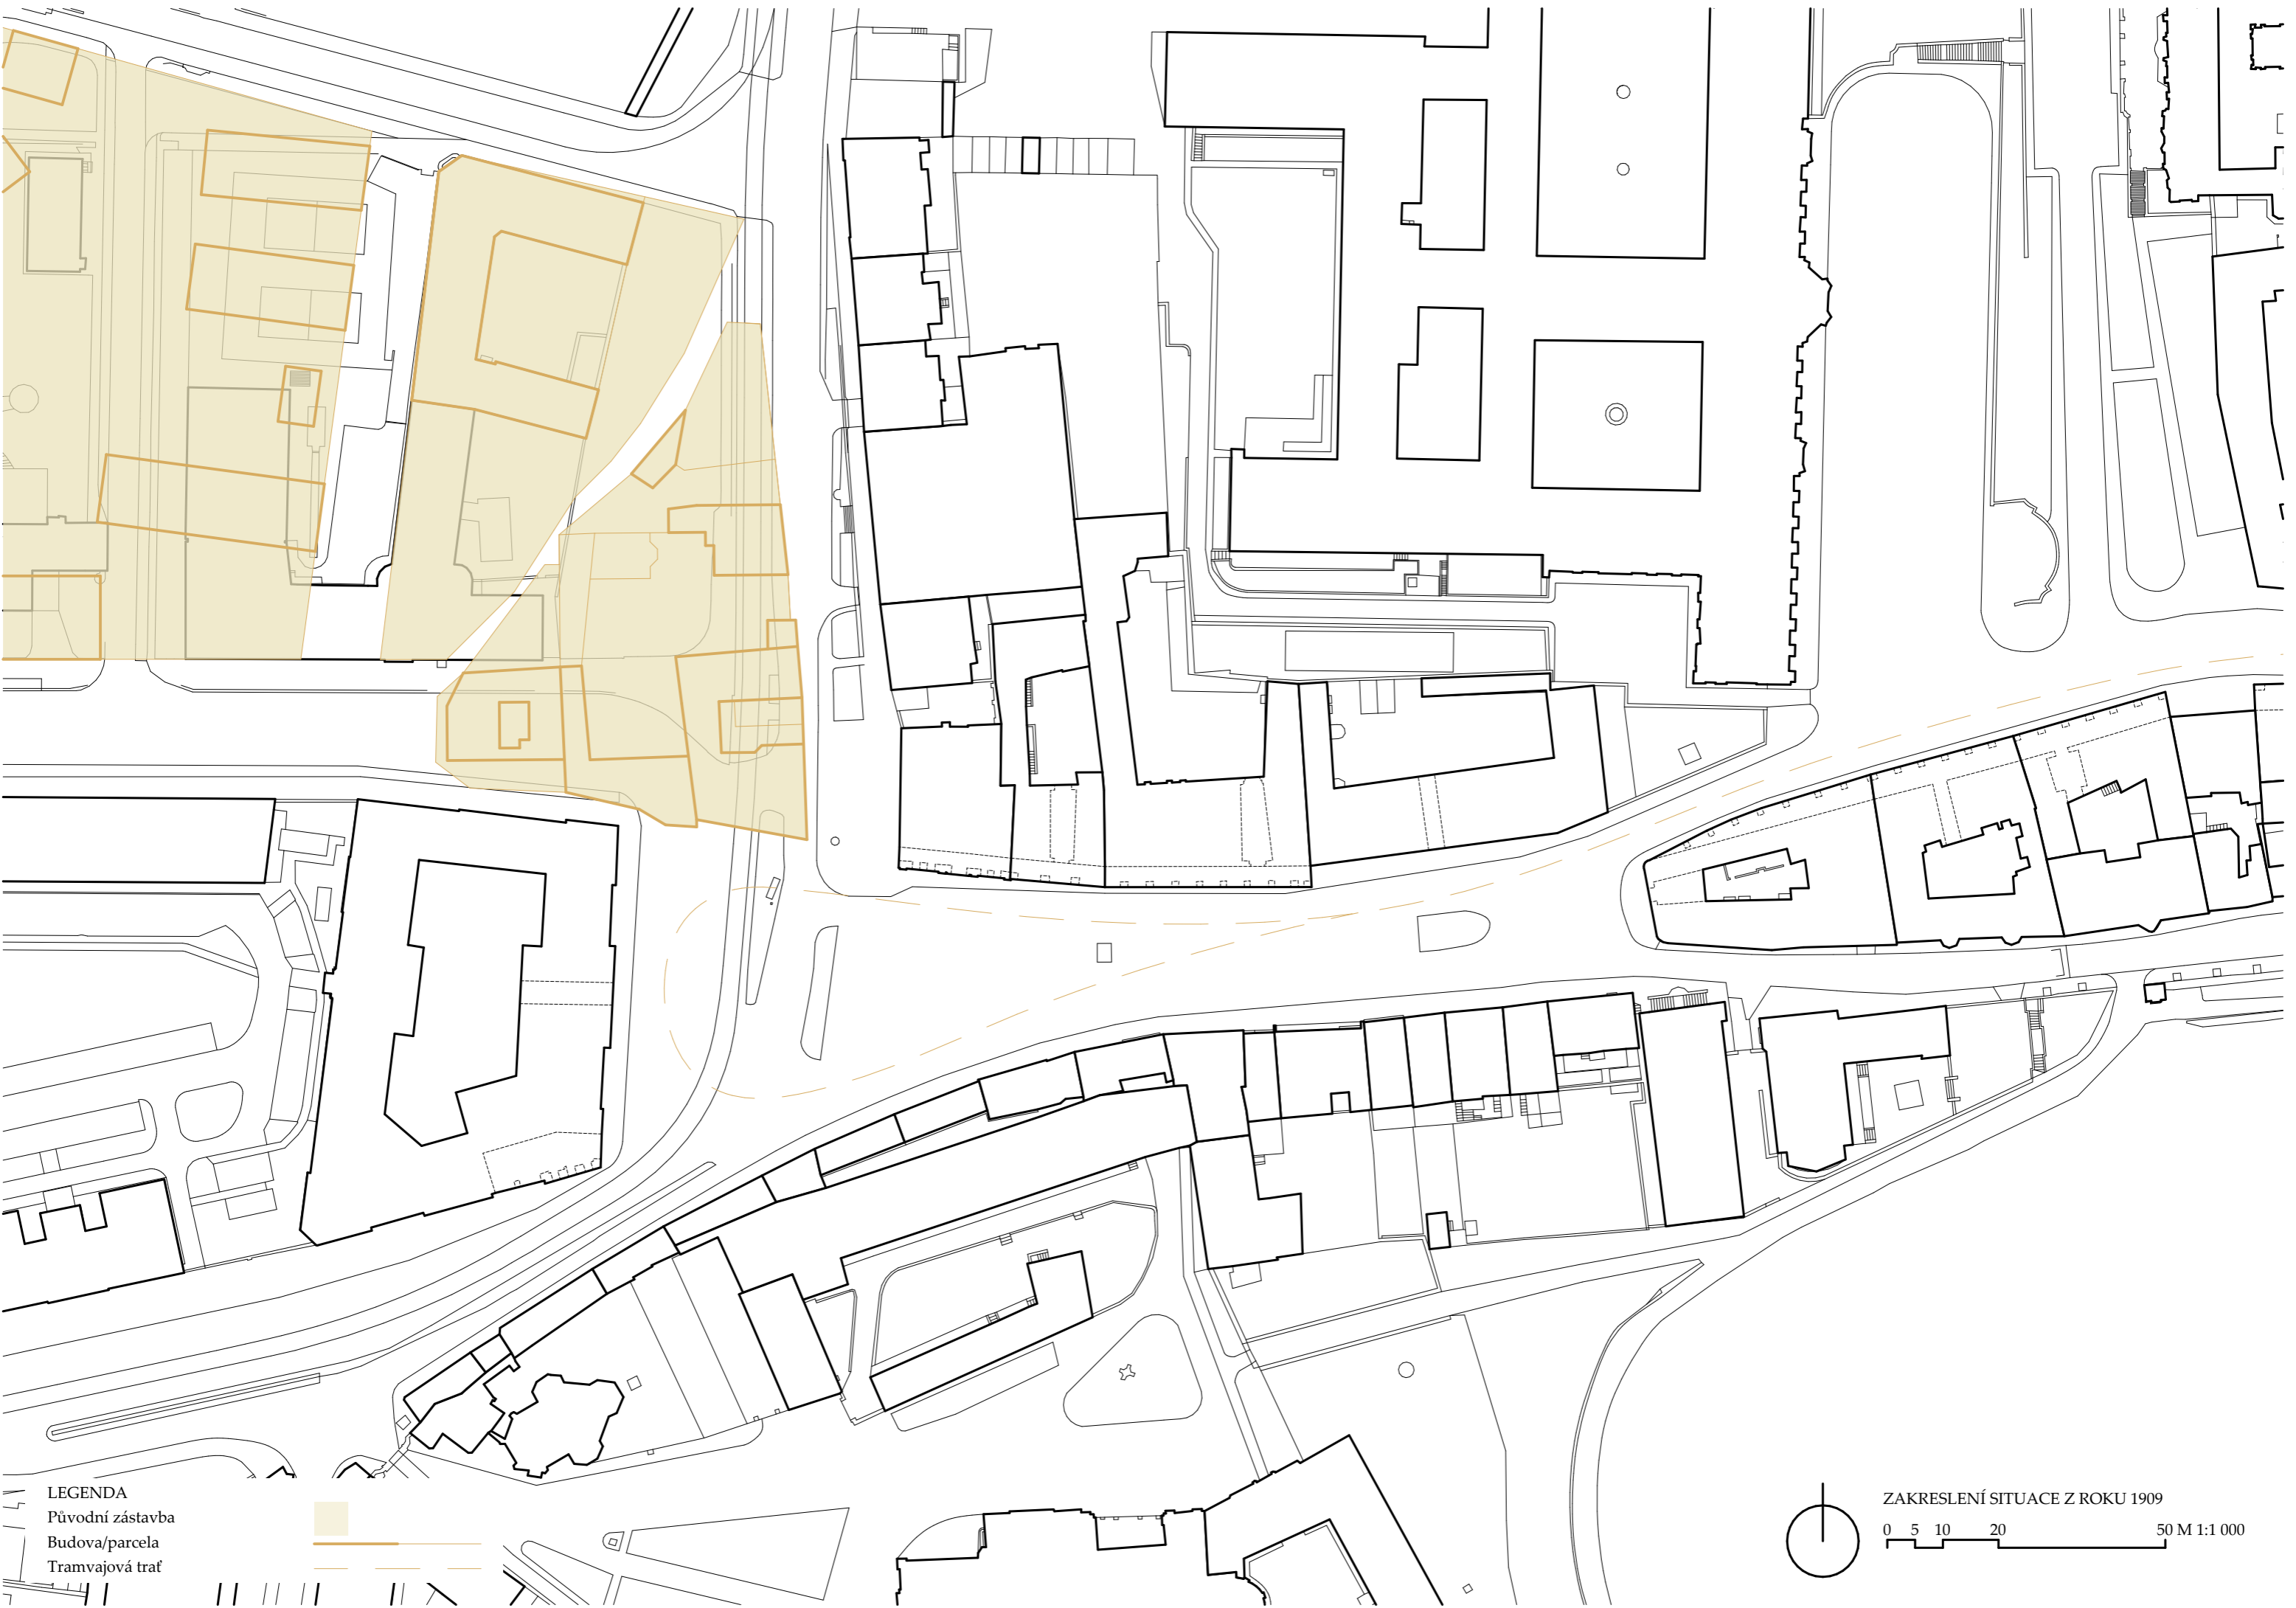 LEGENDA
Původní zástavba
Budova/parcela
Tramvajová trať
ZAKRESLENÍ SITUACE Z ROKU 1909
0 5 10 20 50 M 1:1 000